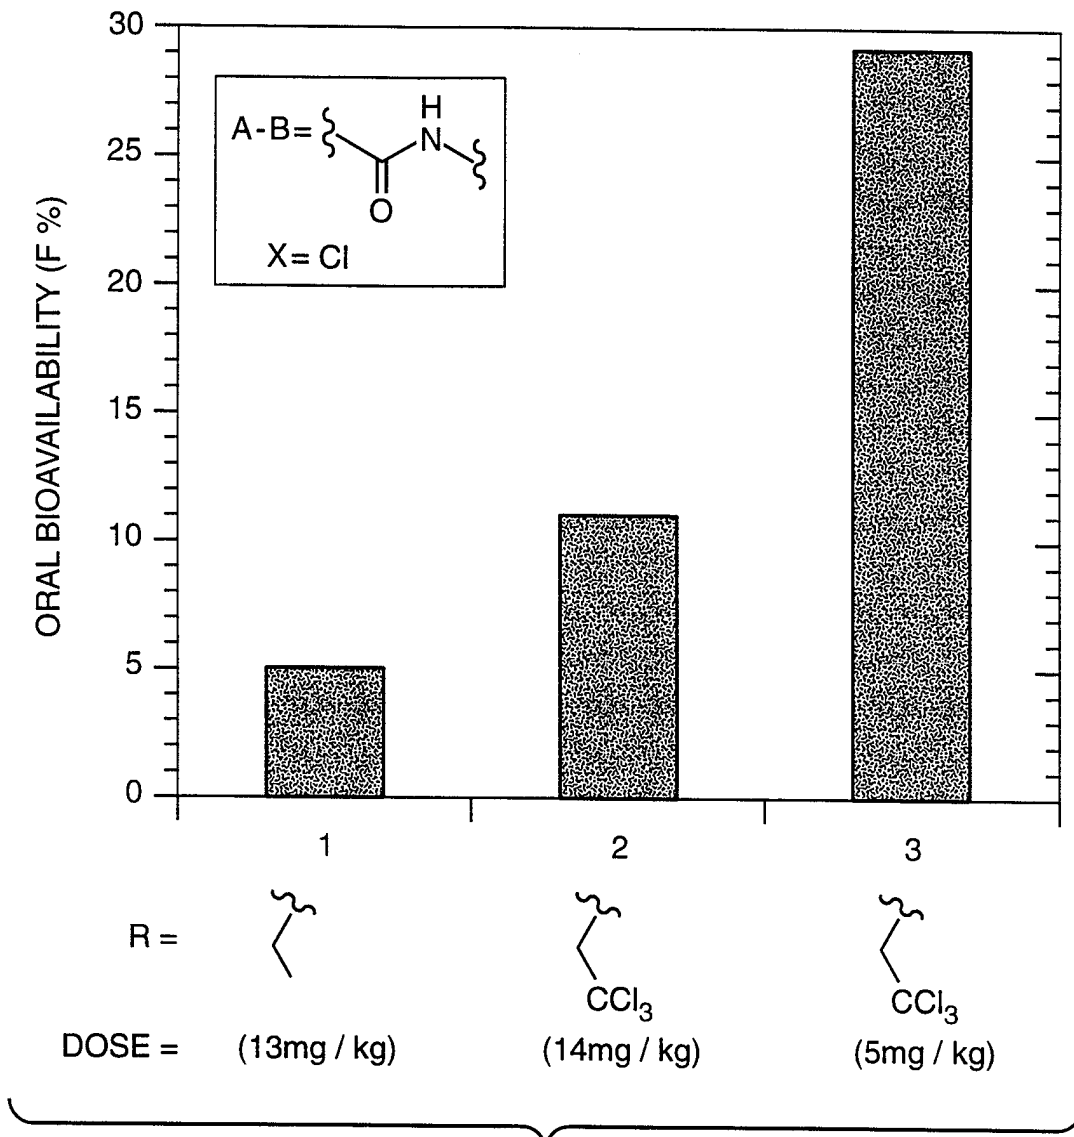 ORAL BIOAVAILABILITY (F %)
30
25
20
15
10
5
0
A-B=
H
N
O
X= Cl
1 2 3
R =
CCl3 CCl3
DOSE = (13mg / kg) (14mg / kg) (5mg / kg)